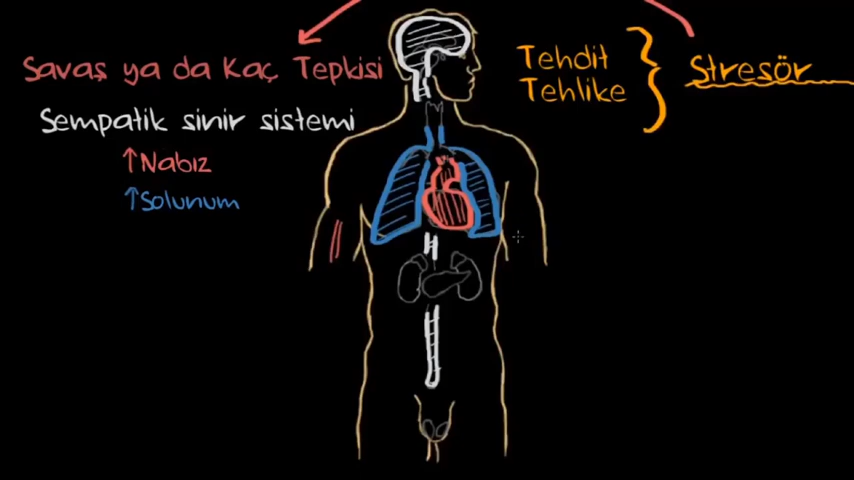 Savaş ya da Kaç Tepkisi
Sempatik sinir sistemi
↑Nabız
↑Solunum
Tehdit
Tehlike
Stresör